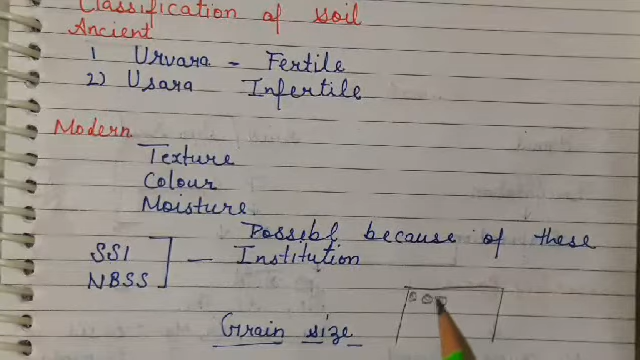 Classification of soil
Ancient
1 Urvara - Fertile
2) Usara Infertile
Modern
Texture
Colour
Moisture
Possibl because of these
SSI
NBSS
— Institution
Grain size